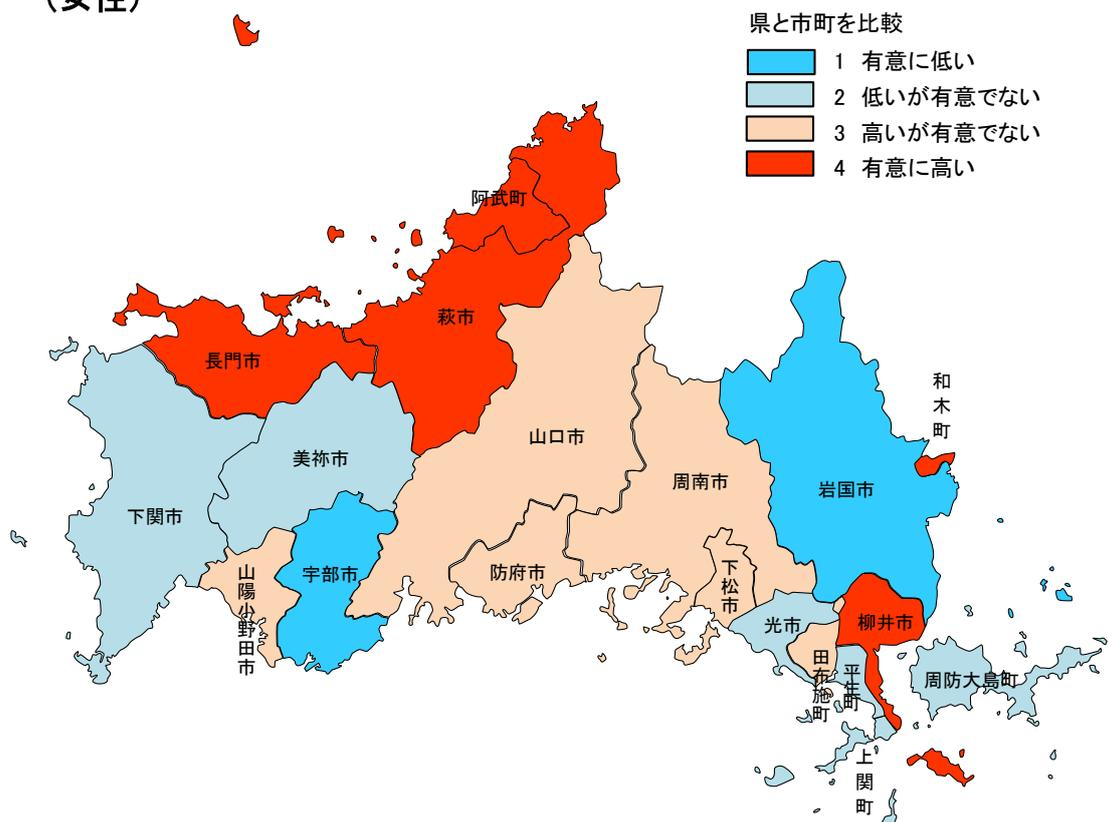 （女性）
県と市町を比較
1 有意に低い
2 低いが有意でない
3 高いが有意でない
4 有意に高い
阿武町
萩市
長門市
和木町
山口市
美祢市
周南市
岩国市
下関市
山陽小野田市
宇部市
防府市
下松市
光市
柳井市
田布施町
平生町
周防大島町
上関町